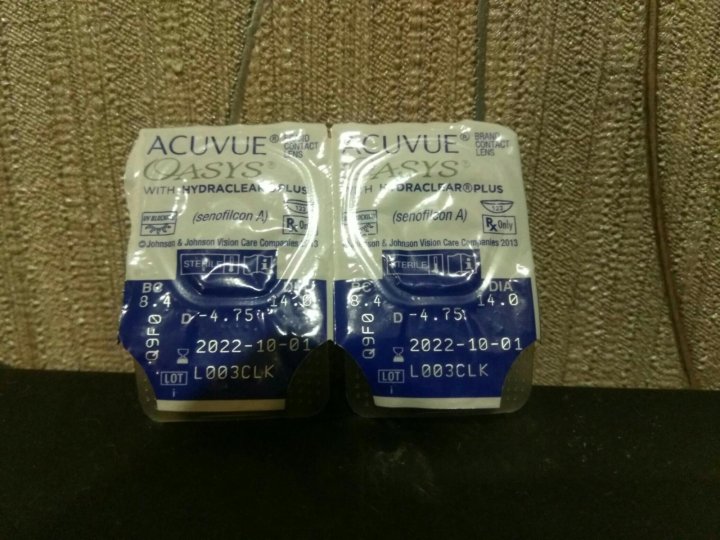 ACUVUE® BRAND
CONTACT
LENS
OASYS®
WITH HYDRACLEAR® PLUS
UV BLOCKING
(senofilcon A)
123
Rx Only
© Johnson & Johnson Vision Care Companies 2013
STERILE i
BC
8.4
DIA
14.0
D -4.75
Q9F0
2022-10-01
LOT L003CLK
ACUVUE® BRAND
CONTACT
LENS
OASYS®
WITH HYDRACLEAR® PLUS
(senofilcon A)
123
Rx Only
© Johnson & Johnson Vision Care Companies 2013
STERILE i
BC
8.4
DIA
14.0
D -4.75
Q9F0
2022-10-01
LOT L003CLK